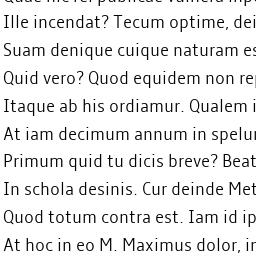 Ille incendat? Tecum optime, dei
Suam denique cuique naturam es
Quid vero? Quod equidem non re
Itaque ab his ordiamur. Qualem i
At iam decimum annum in spelu
Primum quid tu dicis breve? Beat
In schola desinis. Cur deinde Met
Quod totum contra est. Iam id ip
At hoc in eo M. Maximus dolor, in